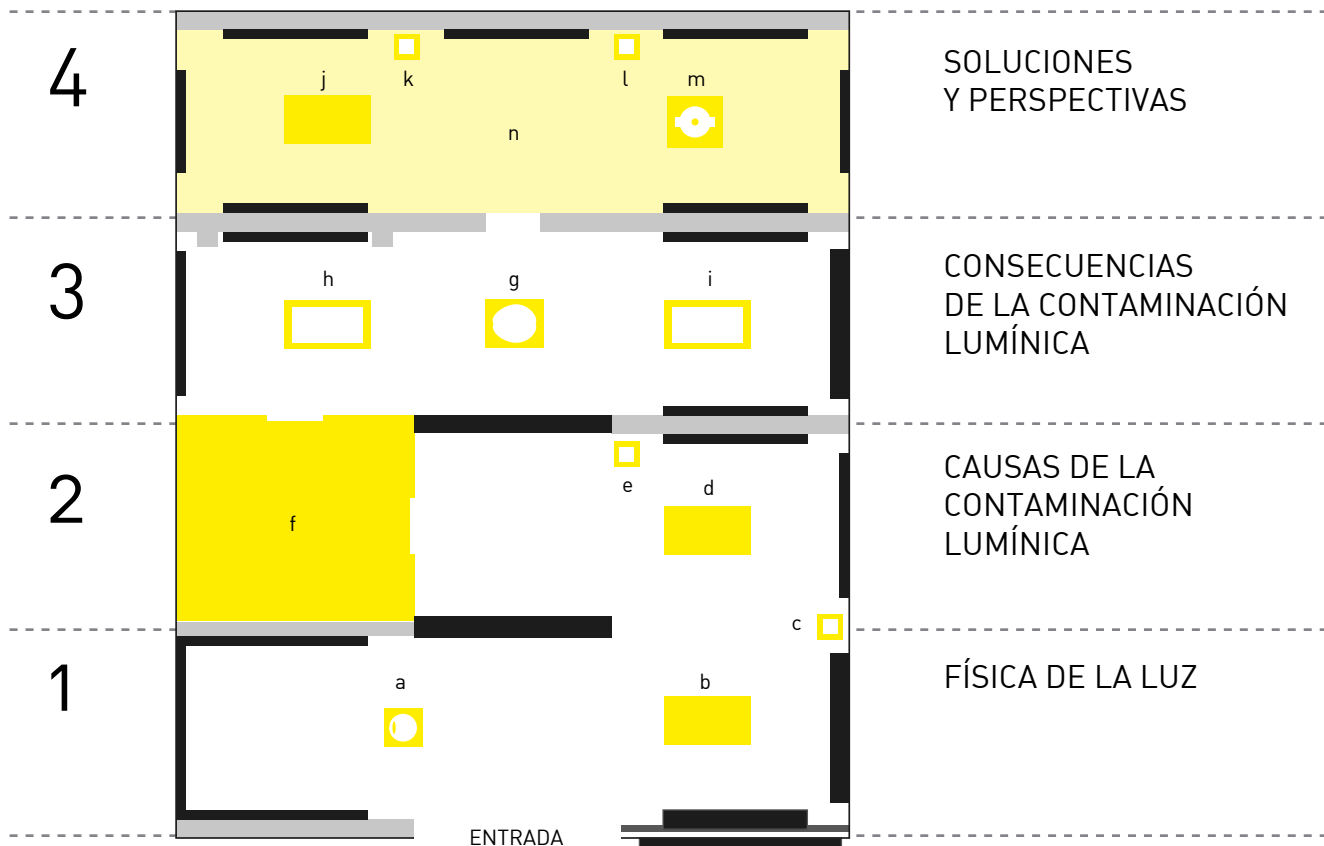 4
j
k
l
m
n
SOLUCIONES
Y PERSPECTIVAS
3
h
g
i
CONSECUENCIAS
DE LA CONTAMINACIÓN
LUMÍNICA
2
f
e
d
CAUSAS DE LA
CONTAMINACIÓN
LUMÍNICA
c
1
a
b
FÍSICA DE LA LUZ
ENTRADA